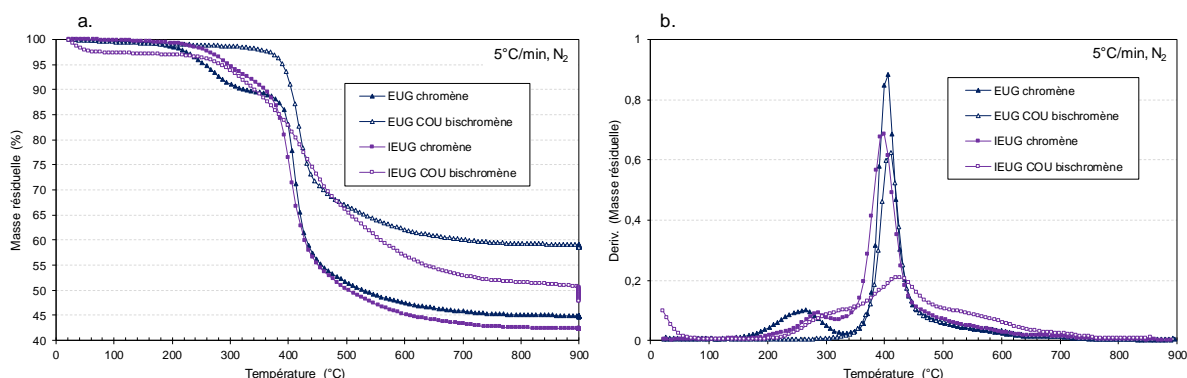 a.
5°C/min, N2
100
95
90
85
80
75
70
65
60
55
50
45
40
Masse résiduelle (%)
EUG chromène
EUG COU bischromène
IEUG chromène
IEUG COU bischromène
0 100 200 300 400 500 600 700 800 900
Température (°C)
b.
5°C/min, N2
1
0,8
0,6
0,4
0,2
0
Deriv. (Masse résiduelle)
EUG chromène
EUG COU bischromène
IEUG chromène
IEUG COU bischromène
0 100 200 300 400 500 600 700 800 900
Température (°C)